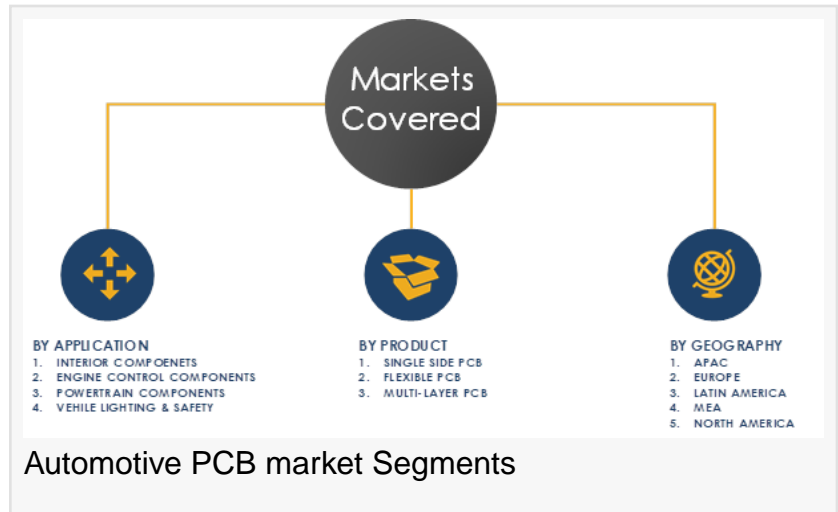 Markets
Covered
BY APPLICATION
1. INTERIOR COMPOENETS
2. ENGINE CONTROL COMPONENTS
3. POWERTRAIN COMPONENTS
4. VEHILE LIGHTING & SAFETY
BY PRODUCT
1. SINGLE SIDE PCB
2. FLEXIBLE PCB
3. MULTI-LAYER PCB
BY GEOGRAPHY
1. APAC
2. EUROPE
3. LATIN AMERICA
4. MEA
5. NORTH AMERICA
Automotive PCB market Segments